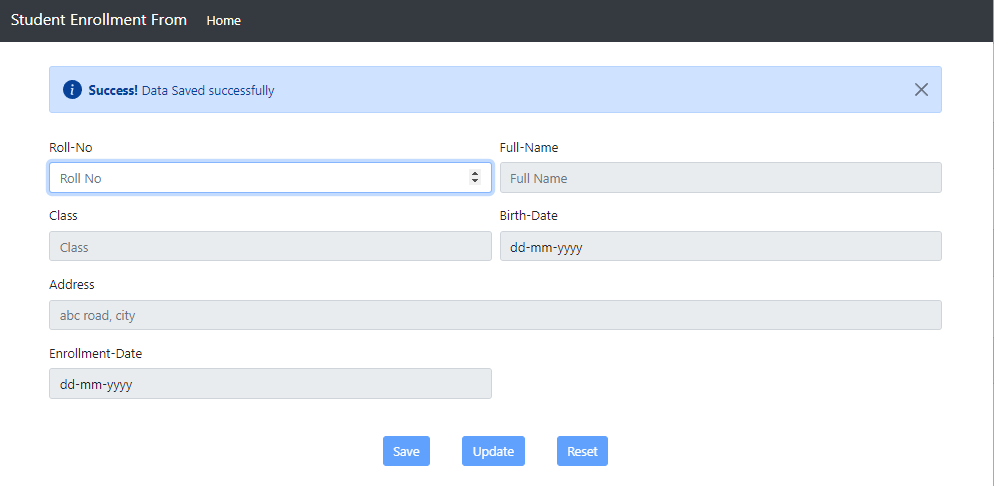 Student Enrollment From Home
Success! Data Saved successfully
Roll-No Full-Name
Roll No Full Name
Class Birth-Date
Class dd-mm-yyyy
Address
abc road, city
Enrollment-Date
dd-mm-yyyy
Save Update Reset